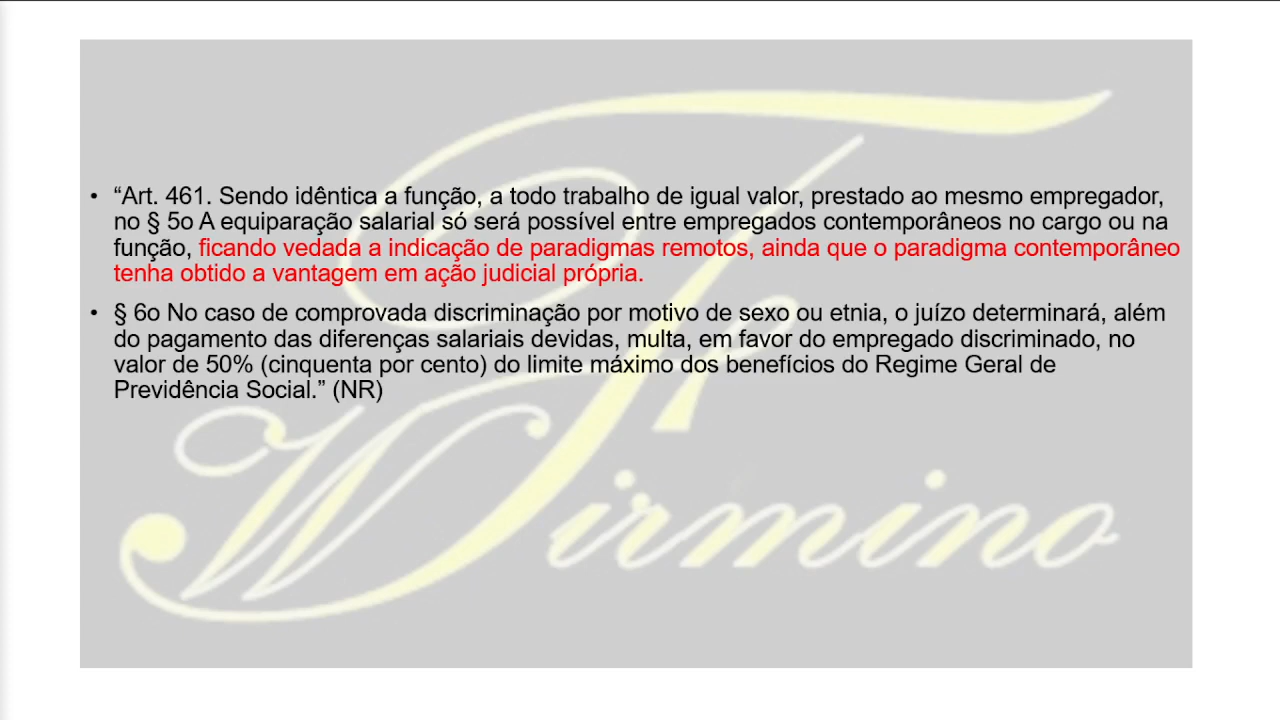 • “Art. 461. Sendo idêntica a função, a todo trabalho de igual valor, prestado ao mesmo empregador,
no § 5o A equiparação salarial só será possível entre empregados contemporâneos no cargo ou na
função, ficando vedada a indicação de paradigmas remotos, ainda que o paradigma contemporâneo
tenha obtido a vantagem em ação judicial própria.
• § 6o No caso de comprovada discriminação por motivo de sexo ou etnia, o juízo determinará, além
do pagamento das diferenças salariais devidas, multa, em favor do empregado discriminado, no
valor de 50% (cinquenta por cento) do limite máximo dos benefícios do Regime Geral de
Previdência Social.” (NR)
Wirmino